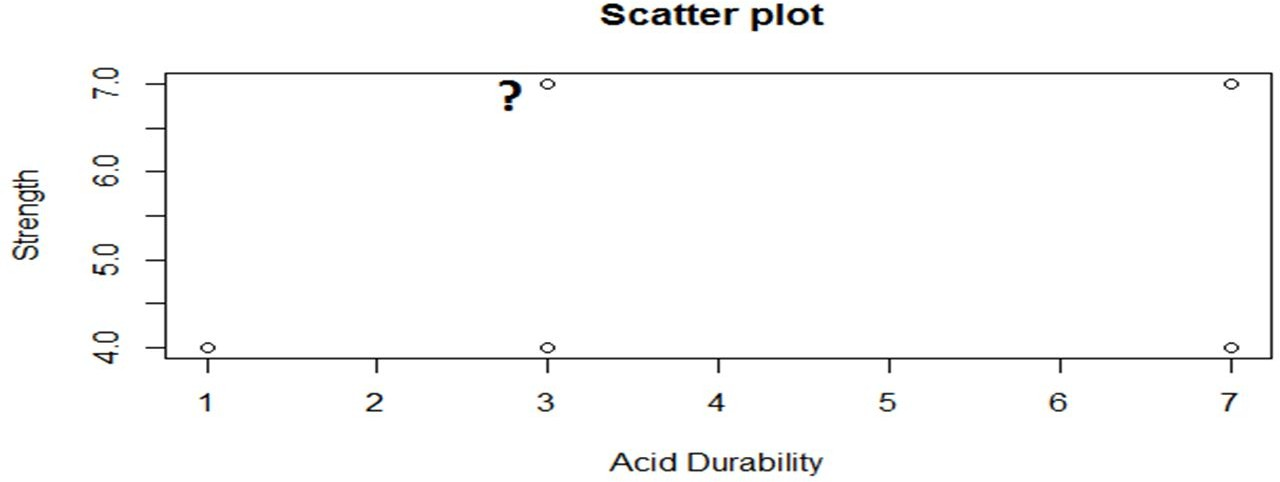 Scatter plot
?
Strength
7.0
6.0
5.0
4.0
1 2 3 4 5 6 7
Acid Durability